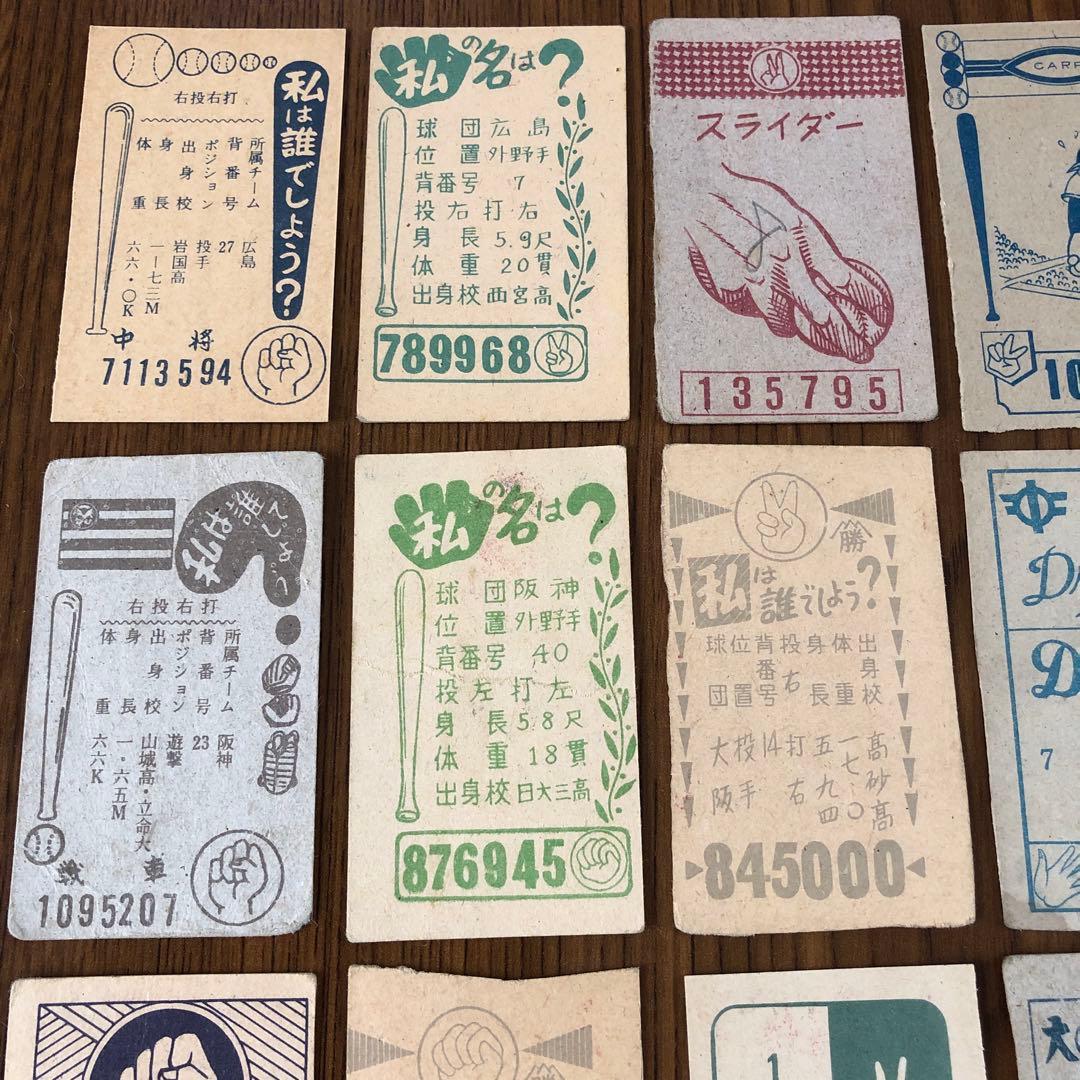 私は誰でしょう?
右投右打
所属チーム 広島
背番号 27
ポジション 投手
出身校 岩国高
身長 一・七三M
体重 六六・〇K
中将
7113594
私の名は?
球団広島
位置外野手
背番号 7
投右打右
身長5.9尺
体重20貫
出身校西宮高
789968
スライダー
135795
CARP
10
私は誰でしょう
右投右打
所属チーム 阪神
背番号 23
ポジション 遊撃
出身校 山城高・立命大
身長 一・六五M
体重 六六K
戦車
1095207
私の名は?
球団阪神
位置外野手
背番号 40
投左打左
身長5.8尺
体重18貫
出身校日大三高
876945
勝
私は誰でしよう?
球団 大阪
位置 投手
背番号 14
投右 打右
身長 五九
体重 一七〇
出身校 高砂高
845000
D
D
7
1